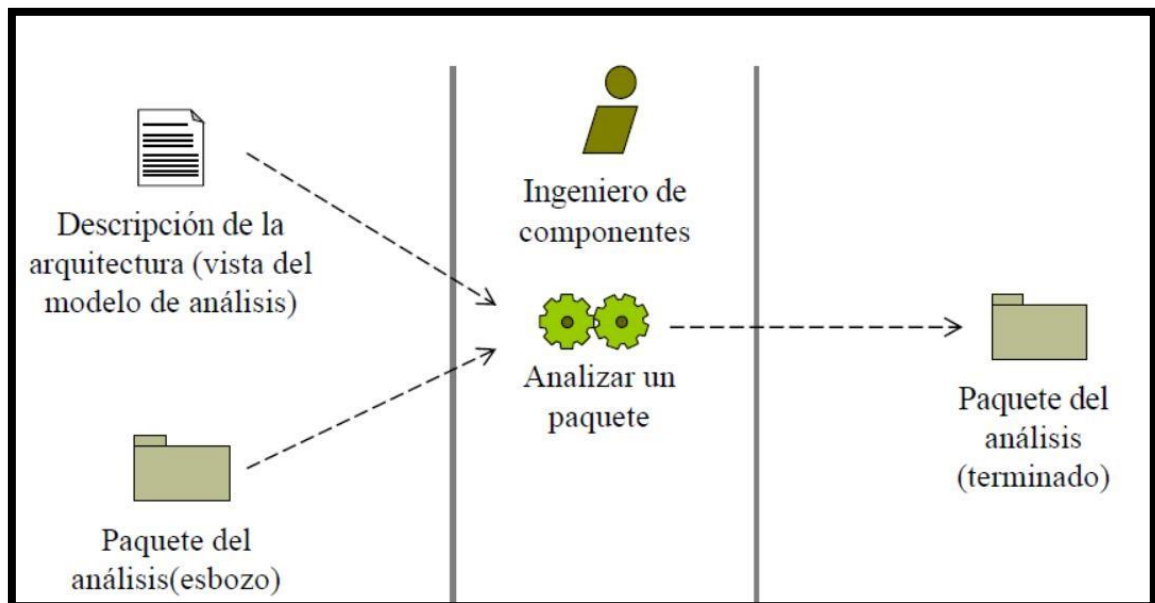 Descripción de la
arquitectura (vista del
modelo de análisis)
Paquete del
análisis(esbozo)
Ingeniero de
componentes
Analizar un
paquete
Paquete del
análisis
(terminado)